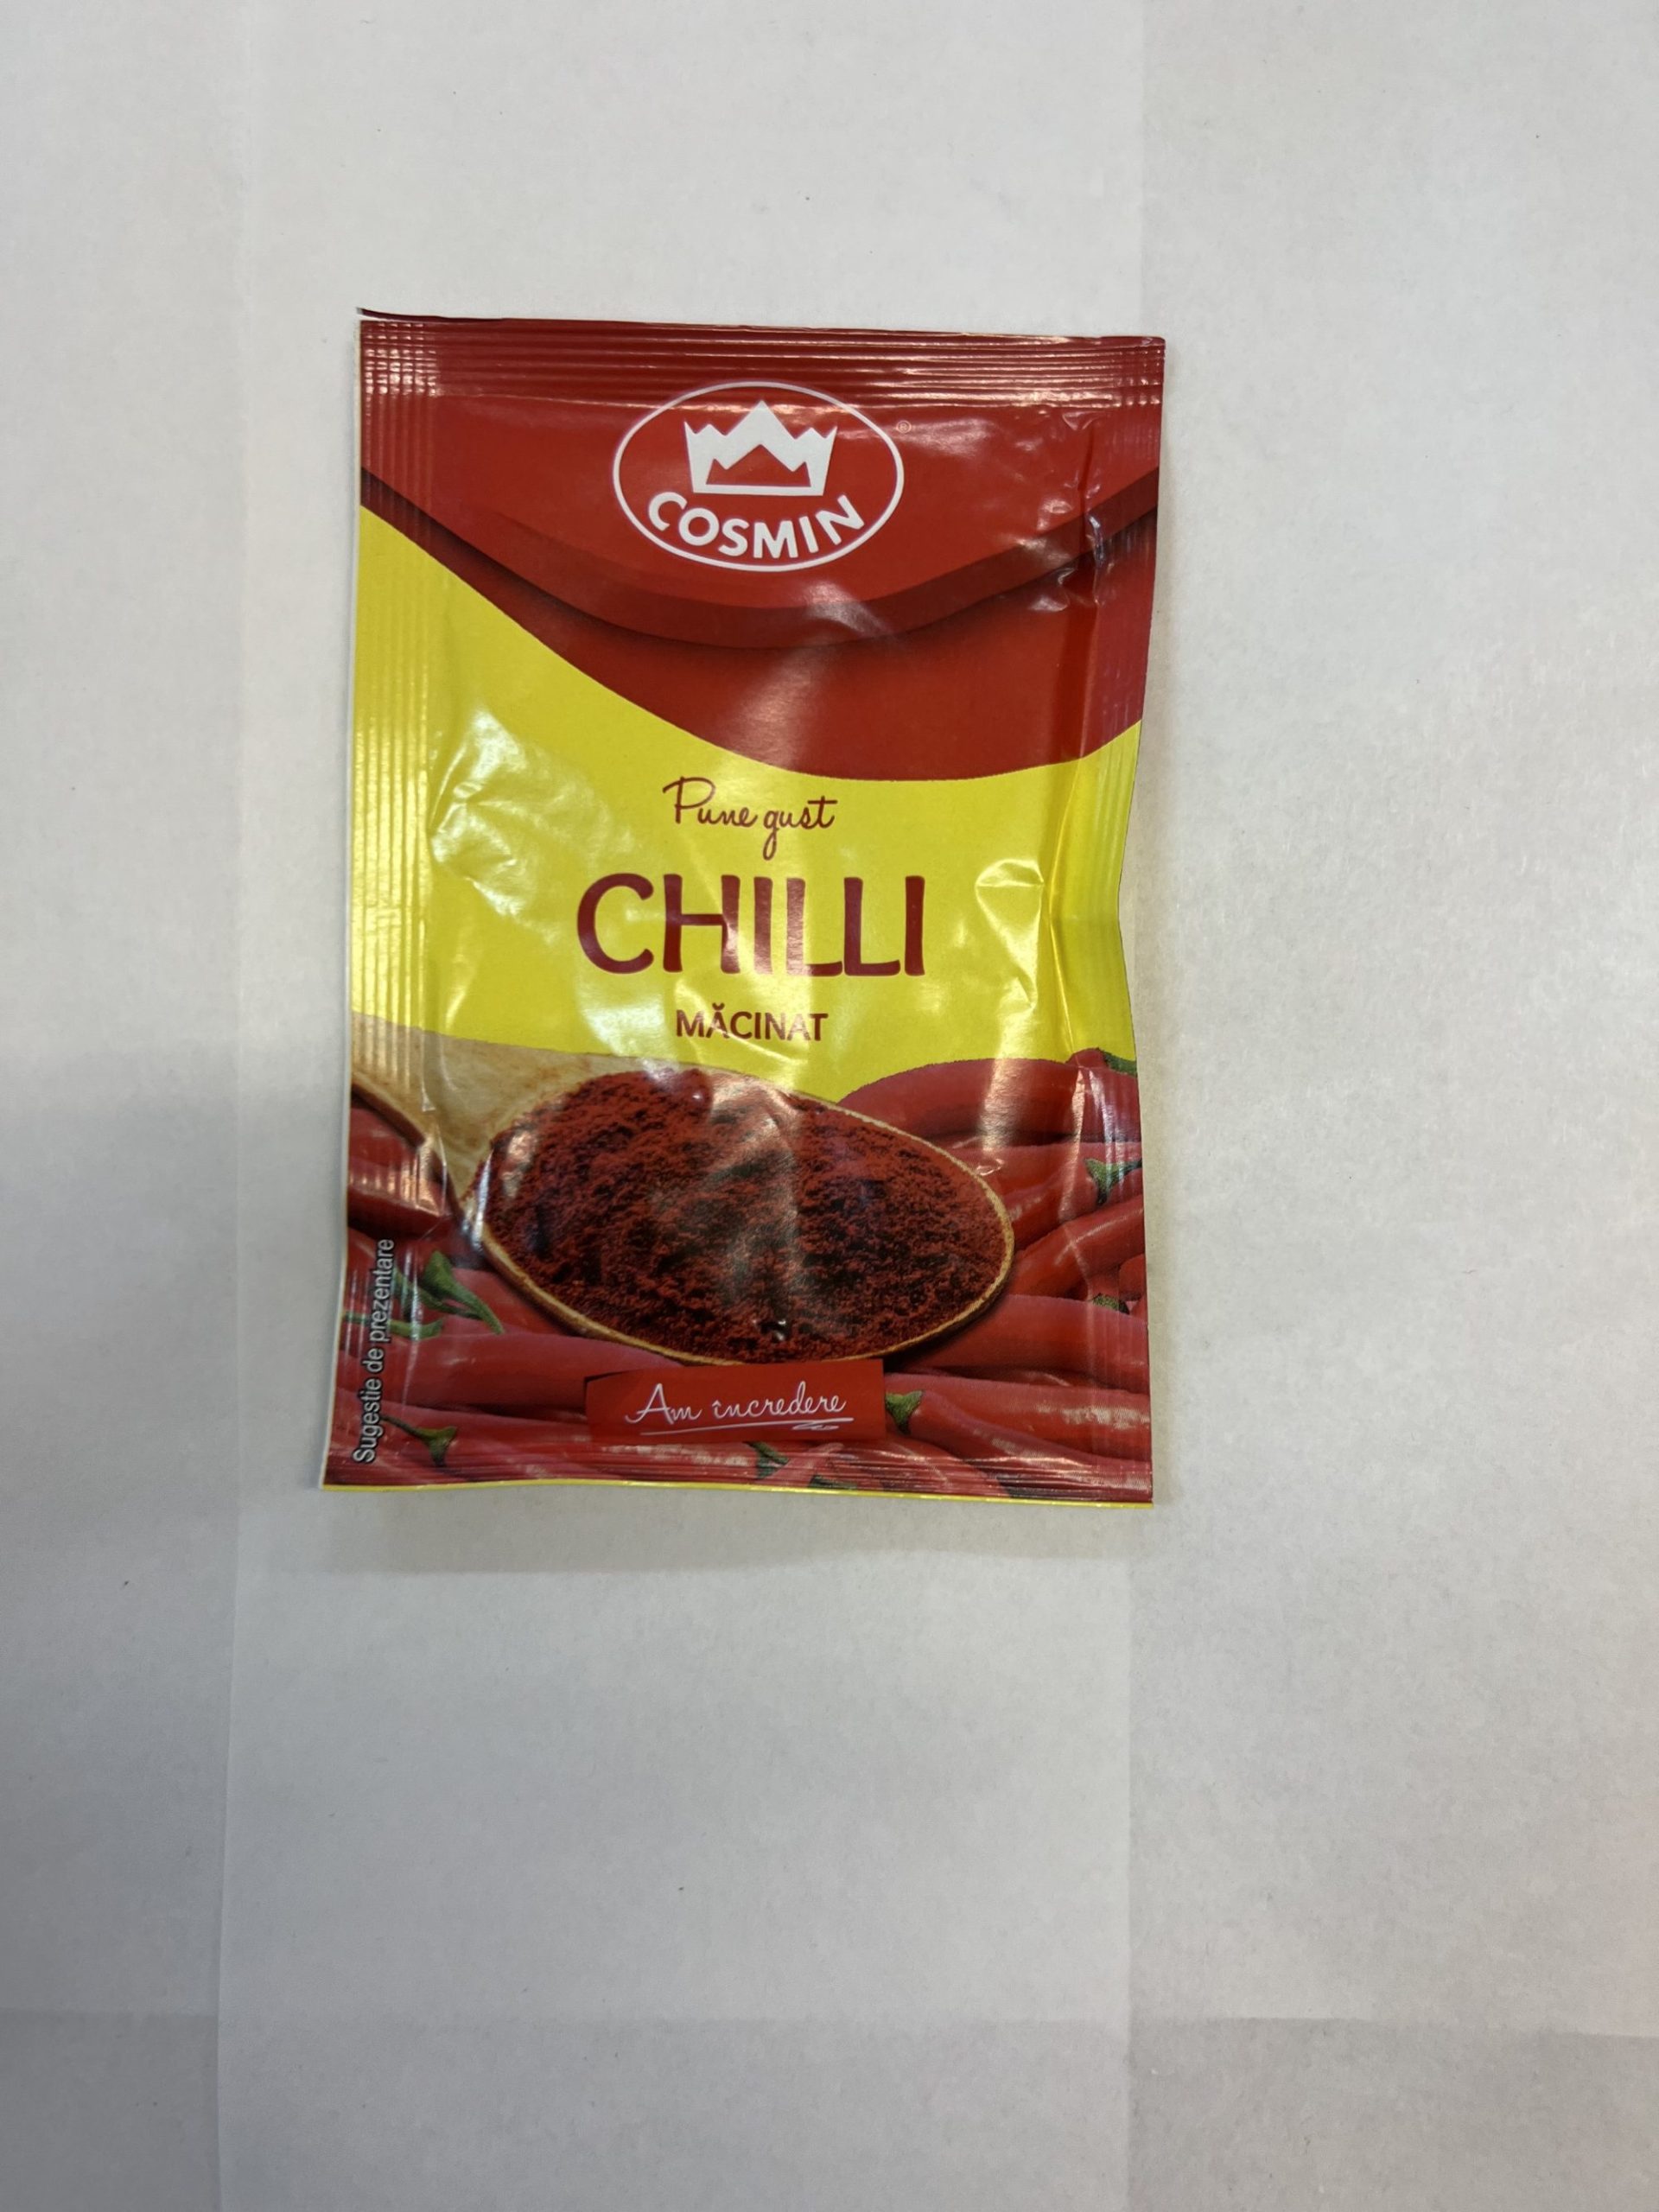 COSMIN
®
Pune gust
CHILLI
MĂCINAT
Sugestie de prezentare
Am încredere